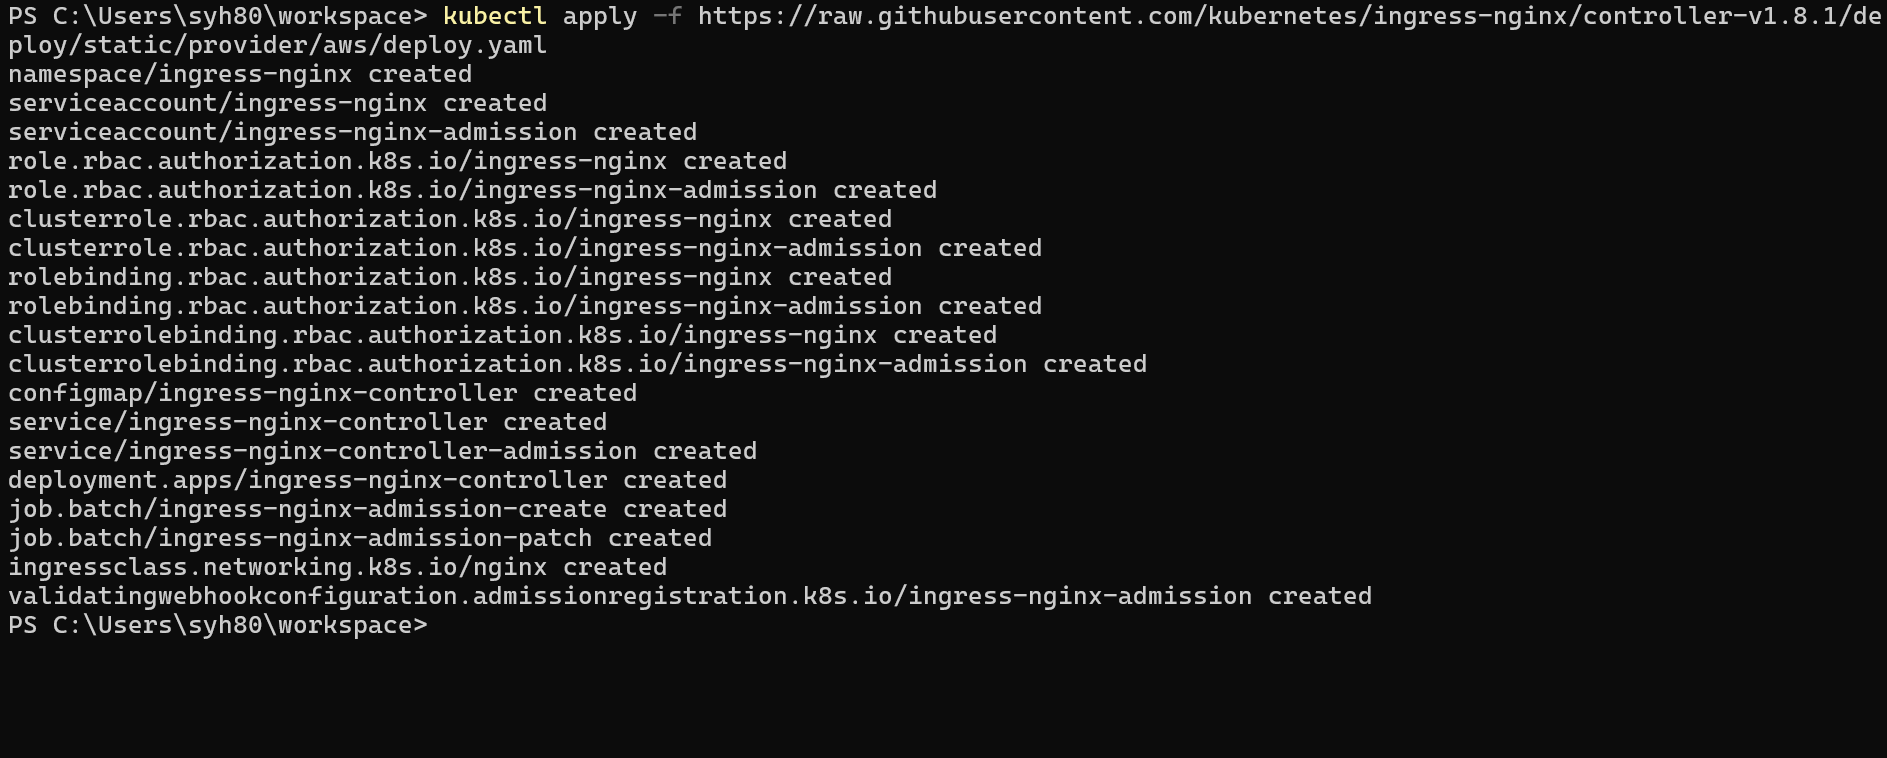 PS C:\Users\syh80\workspace> kubectl apply -f https://raw.githubusercontent.com/kubernetes/ingress-nginx/controller-v1.8.1/de
ploy/static/provider/aws/deploy.yaml
namespace/ingress-nginx created
serviceaccount/ingress-nginx created
serviceaccount/ingress-nginx-admission created
role.rbac.authorization.k8s.io/ingress-nginx created
role.rbac.authorization.k8s.io/ingress-nginx-admission created
clusterrole.rbac.authorization.k8s.io/ingress-nginx created
clusterrole.rbac.authorization.k8s.io/ingress-nginx-admission created
rolebinding.rbac.authorization.k8s.io/ingress-nginx created
rolebinding.rbac.authorization.k8s.io/ingress-nginx-admission created
clusterrolebinding.rbac.authorization.k8s.io/ingress-nginx created
clusterrolebinding.rbac.authorization.k8s.io/ingress-nginx-admission created
configmap/ingress-nginx-controller created
service/ingress-nginx-controller created
service/ingress-nginx-controller-admission created
deployment.apps/ingress-nginx-controller created
job.batch/ingress-nginx-admission-create created
job.batch/ingress-nginx-admission-patch created
ingressclass.networking.k8s.io/nginx created
validatingwebhookconfiguration.admissionregistration.k8s.io/ingress-nginx-admission created
PS C:\Users\syh80\workspace>